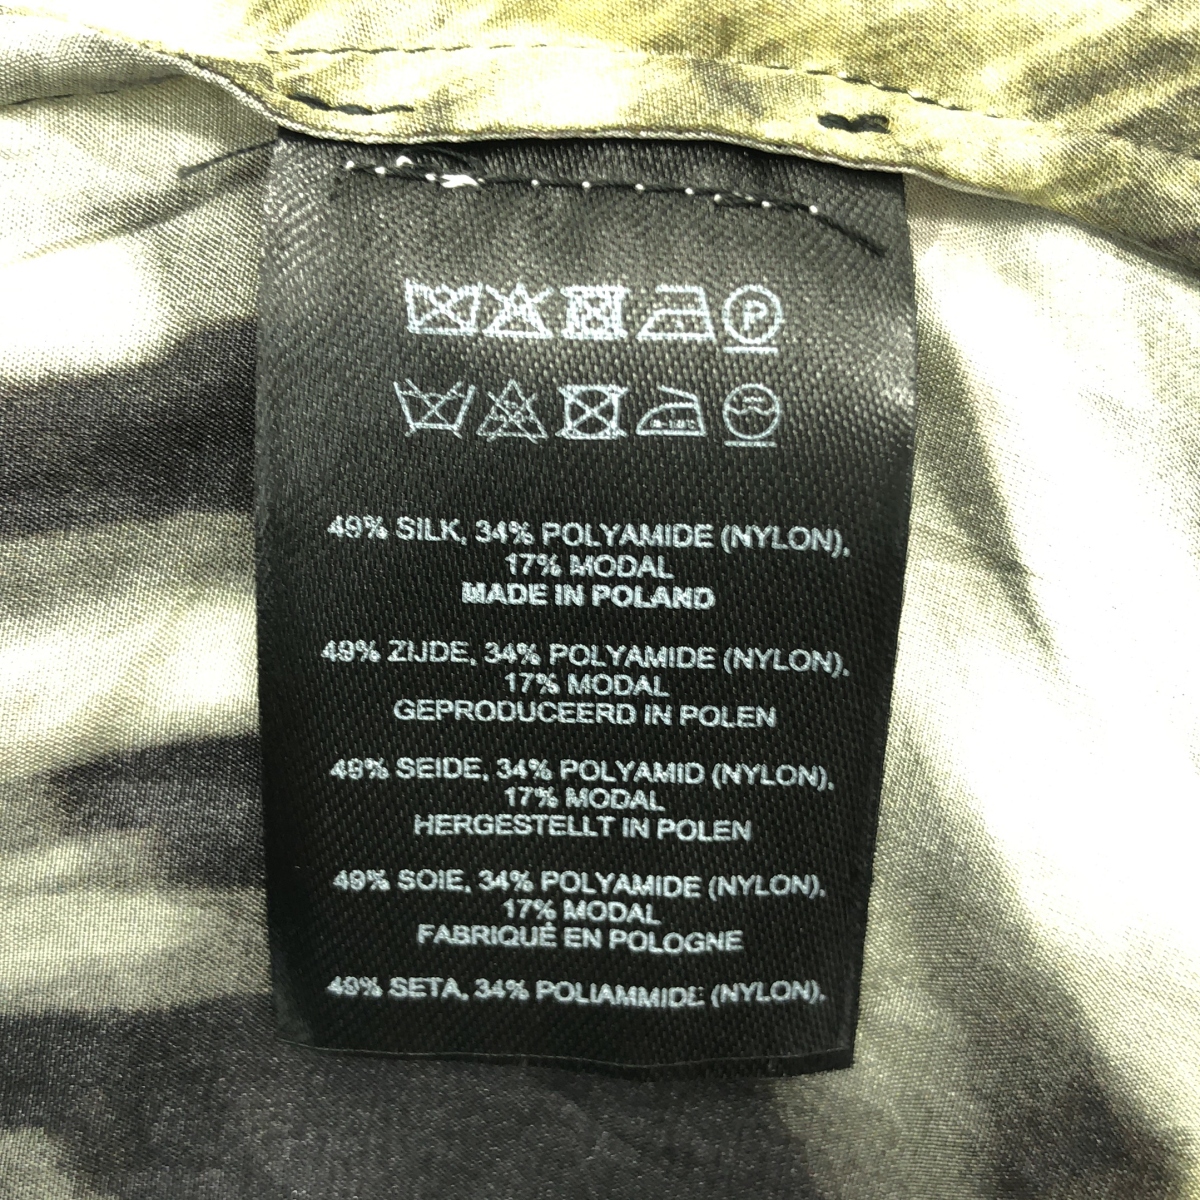 P
49% SILK, 34% POLYAMIDE (NYLON),
17% MODAL
MADE IN POLAND
49% ZIJDE, 34% POLYAMIDE (NYLON),
17% MODAL
GEPRODUCEERD IN POLEN
49% SEIDE, 34% POLYAMID (NYLON),
17% MODAL
HERGESTELLT IN POLEN
49% SOIE, 34% POLYAMIDE (NYLON),
17% MODAL
FABRIQUÉ EN POLOGNE
49% SETA, 34% POLIAMMIDE (NYLON),